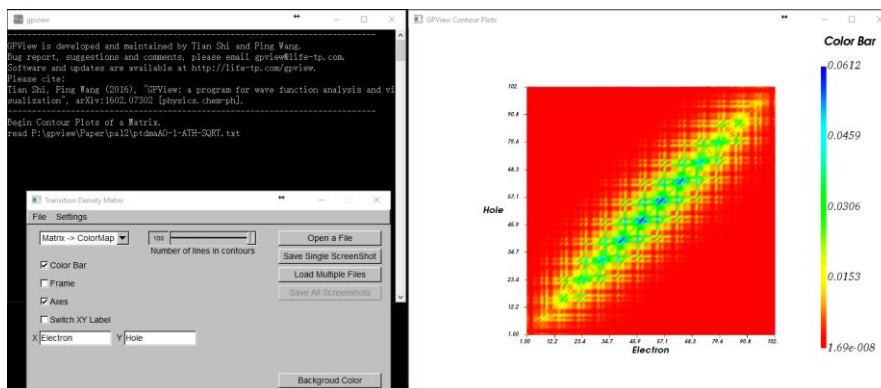 gpview
GPView is developed and maintained by Tian Shi and Ping Wang.
Bug report, suggestions and comments, please email gpview@life-tp.com.
Software and updates are available at http://life-tp.com/gpview.
Please cite:
Tian Shi, Ping Wang (2016), "GPView: a program for wave function analysis and vi
sualization", arXiv:1602.07302 [physics.chem-ph].
Begin Contour Plots of a Matrix.
read P:\gpview\Paper\pa12\ptdmaAO-1-ATH-SQRT.txt
Transition Density Matrix
File Settings
Matrix -> ColorMap
100
Number of lines in contours
Color Bar
Frame
Axes
Switch XY Label
X Electron Y Hole
Open a File
Save Single ScreenShot
Load Multiple Files
Save All Screenshots
Backgroud Color
GPView Contour Plots
Color Bar
0.0612
0.0459
0.0306
0.0153
1.69e-008
Hole
102.
90.8
79.6
68.3
57.1
45.9
34.7
23.4
12.2
1.00
1.00 12.2 23.4 34.7 45.9 57.1 68.3 79.6 90.8 102.
Electron